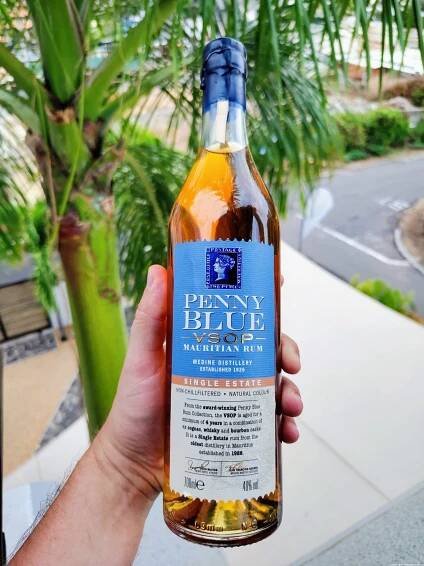 POSTAGE
PENNY
BLUE
VSOP
MAURITIAN RUM
MEDINE DISTILLERY
ESTABLISHED 1926
SINGLE ESTATE
NON-CHILLFILTERED • NATURAL COLOUR
From the award-winning Penny Blue
Rum Collection, the VSOP is aged for a
minimum of 4 years in a combination of
ex cognac, whisky and bourbon casks.
It is a Single Estate rum from the
oldest distillery in Mauritius
established in 1926.
700ml e
40% vol